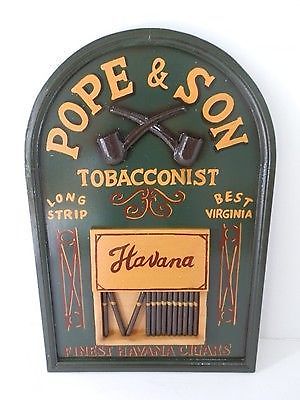 POPE & SON
TOBACCONIST
LONG STRIP
BEST VIRGINIA
Havana
FINEST HAVANA CIGARS